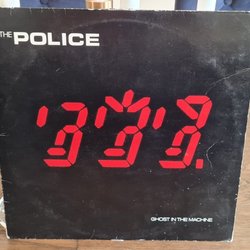 THE POLICE
GHOST IN THE MACHINE